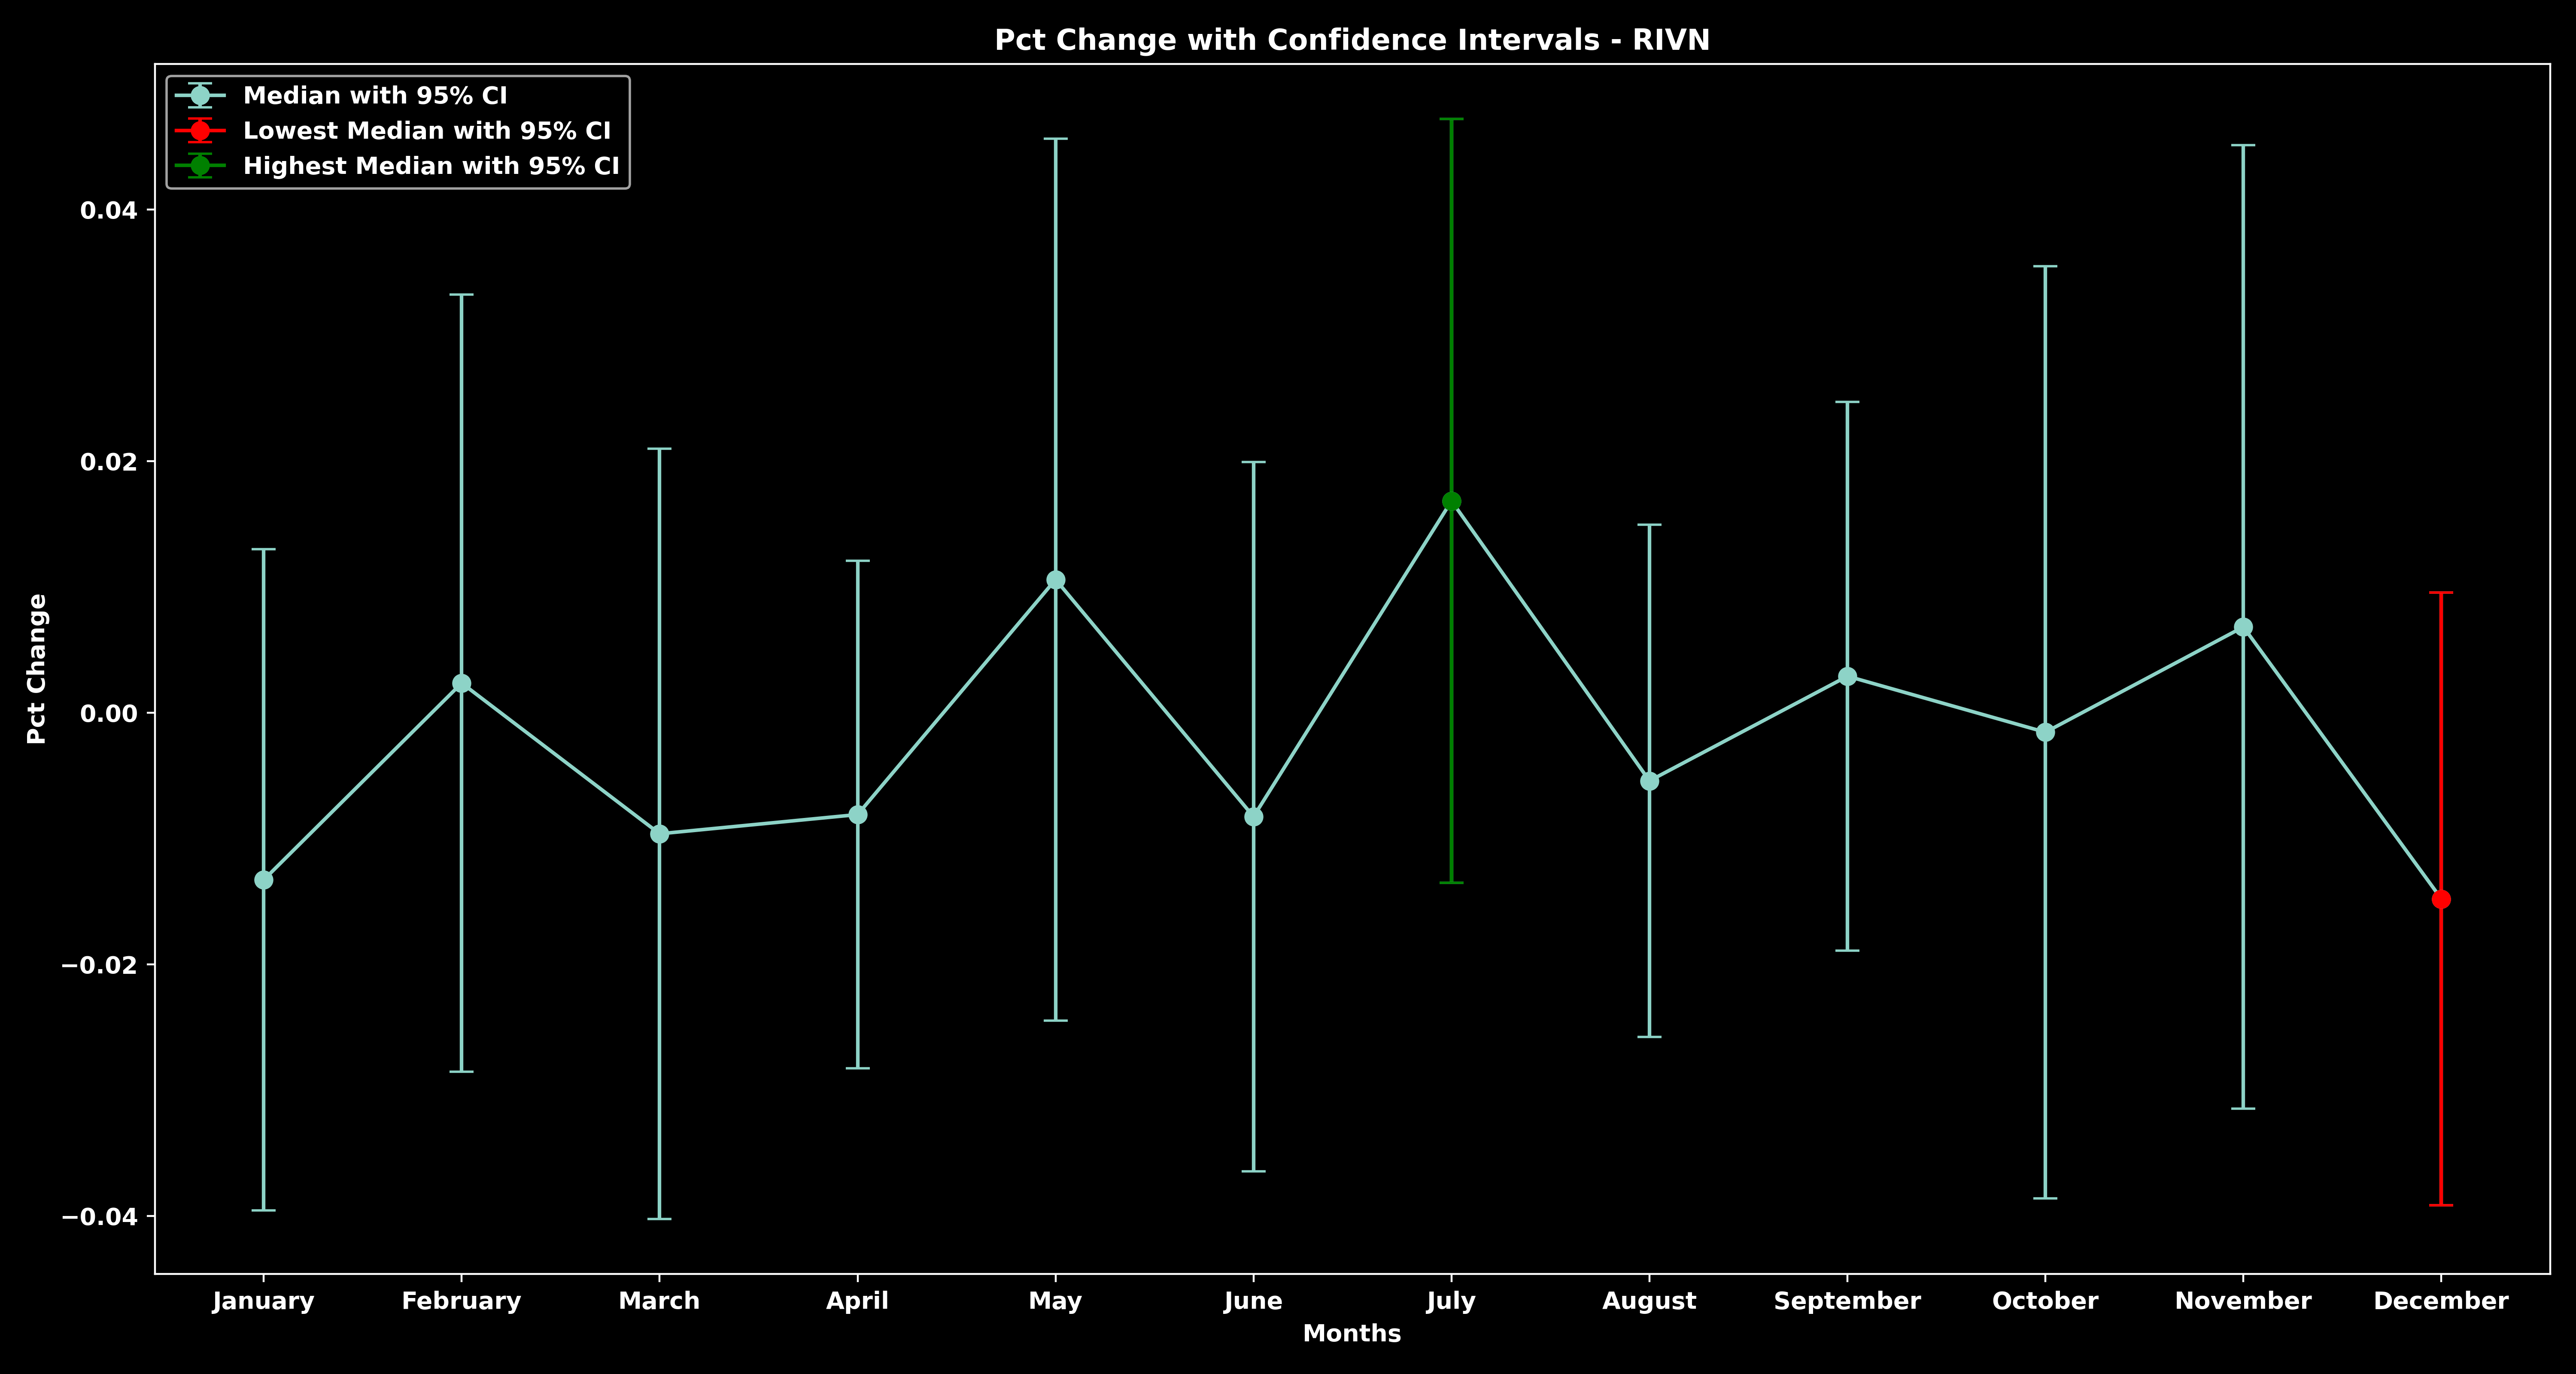 Pct Change with Confidence Intervals - RIVN
Median with 95% CI
Lowest Median with 95% CI
Highest Median with 95% CI
Pct Change
0.04
0.02
0.00
−0.02
−0.04
January February March April May June July August September October November December
Months